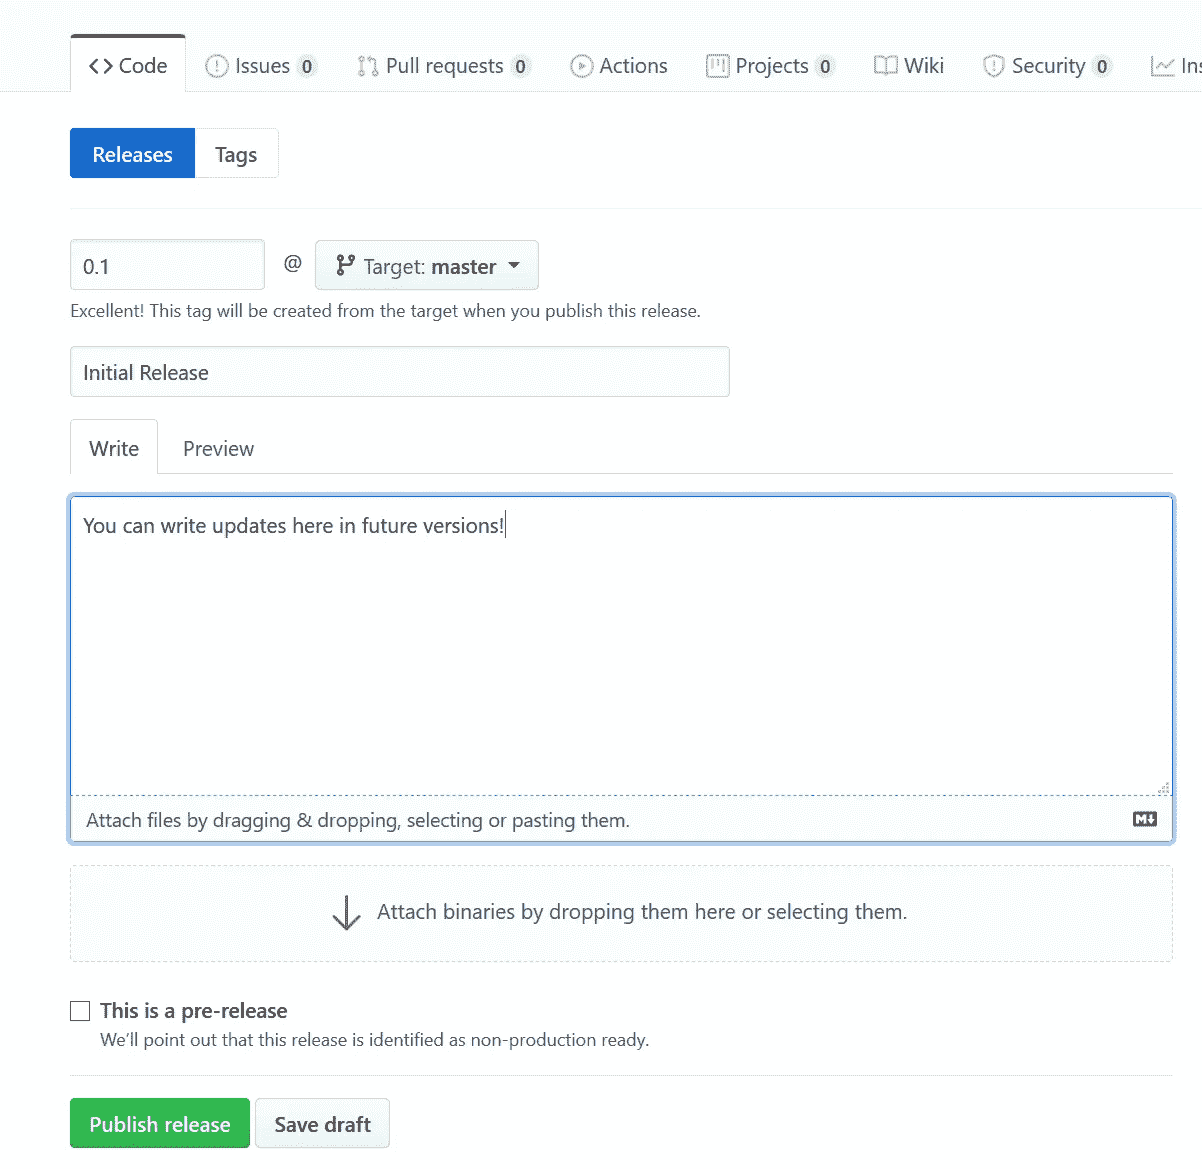 <> Code Issues 0 Pull requests 0 Actions Projects 0 Wiki Security 0
Releases Tags
0.1 @ Target: master
Excellent! This tag will be created from the target when you publish this release.
Initial Release
Write Preview
You can write updates here in future versions!
Attach files by dragging & dropping, selecting or pasting them.
Attach binaries by dropping them here or selecting them.
This is a pre-release
We'll point out that this release is identified as non-production ready.
Publish release Save draft